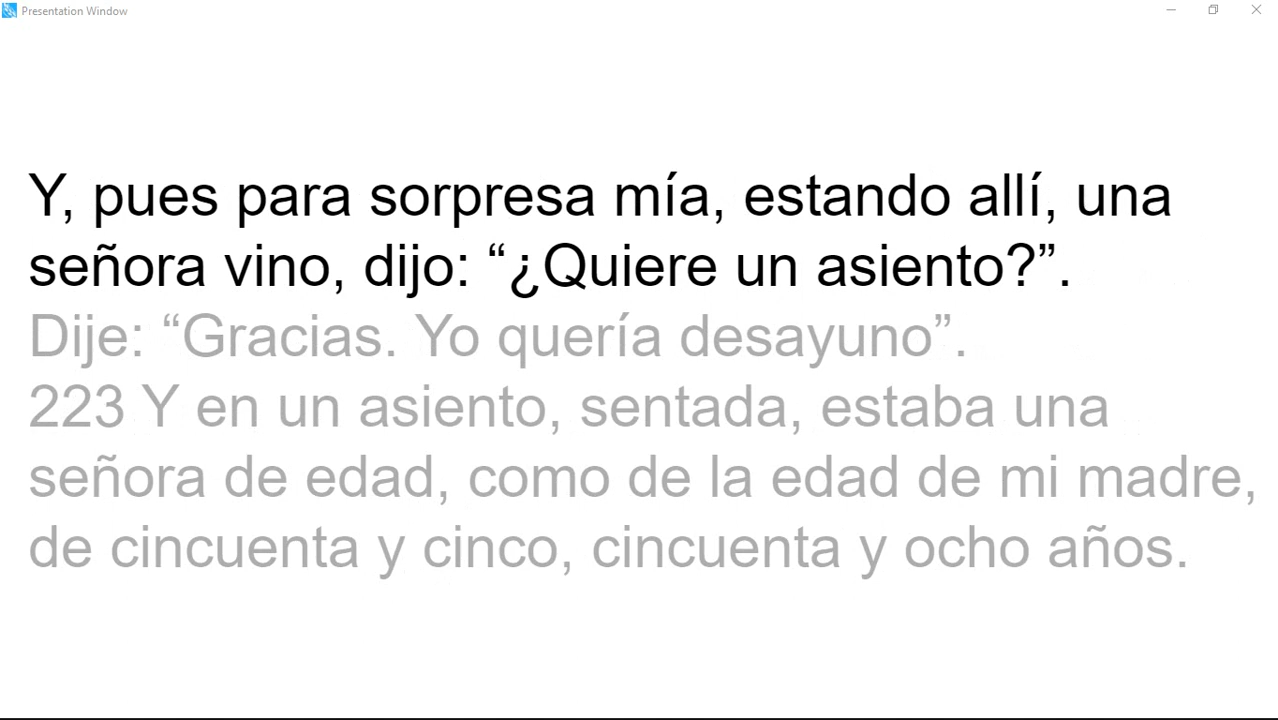 Presentation Window
Y, pues para sorpresa mía, estando allí, una
señora vino, dijo: “¿Quiere un asiento?”.
Dije: “Gracias. Yo quería desayuno”.
223 Y en un asiento, sentada, estaba una
señora de edad, como de la edad de mi madre,
de cincuenta y cinco, cincuenta y ocho años.